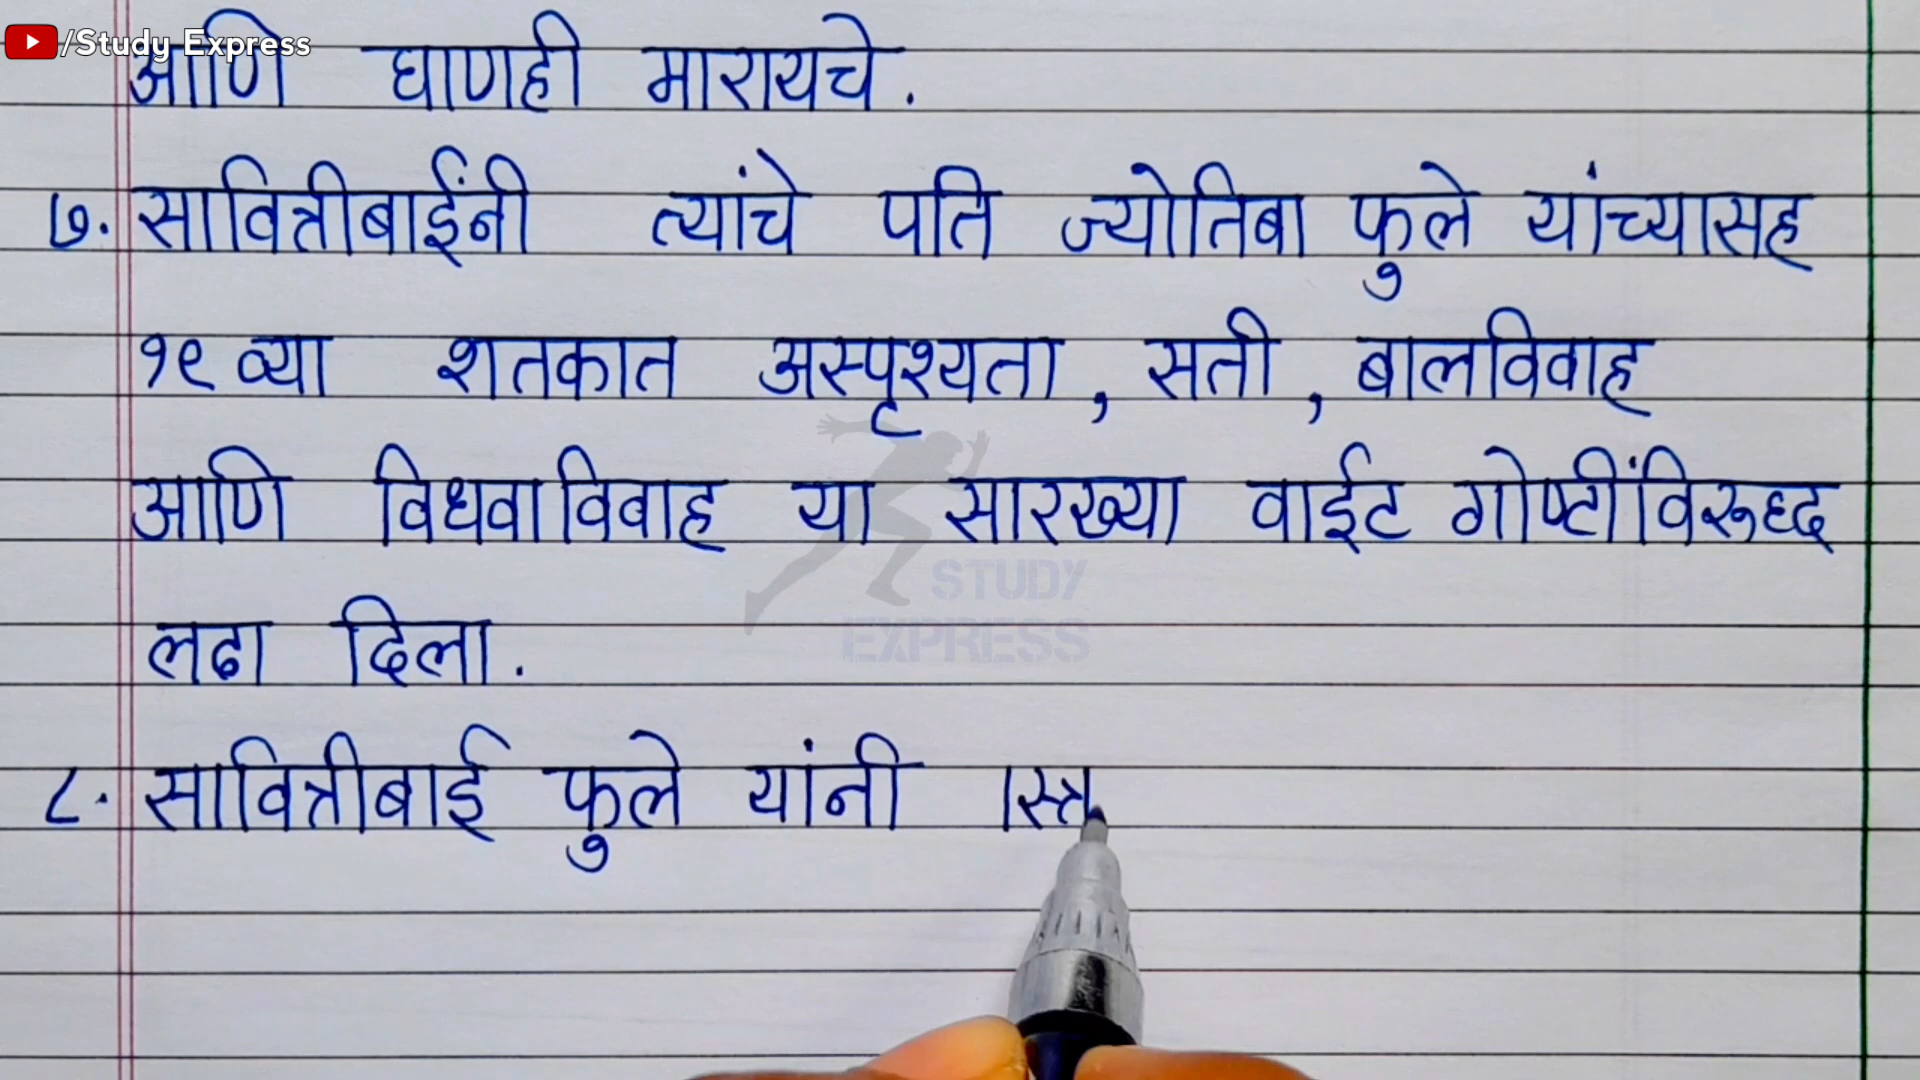 /Study Express
आणि घाणही मारायचे.
७. सावित्रीबाईंनी त्यांचे पति ज्योतिबा फुले यांच्यासह
१९ व्या शतकात अस्पृश्यता, सती, बालविवाह
आणि विधवाविवाह या सारख्या वाईट गोष्टींविरुध्द
STUDY
EXPRESS
लढा दिला.
८. सावित्रीबाई फुले यांनी